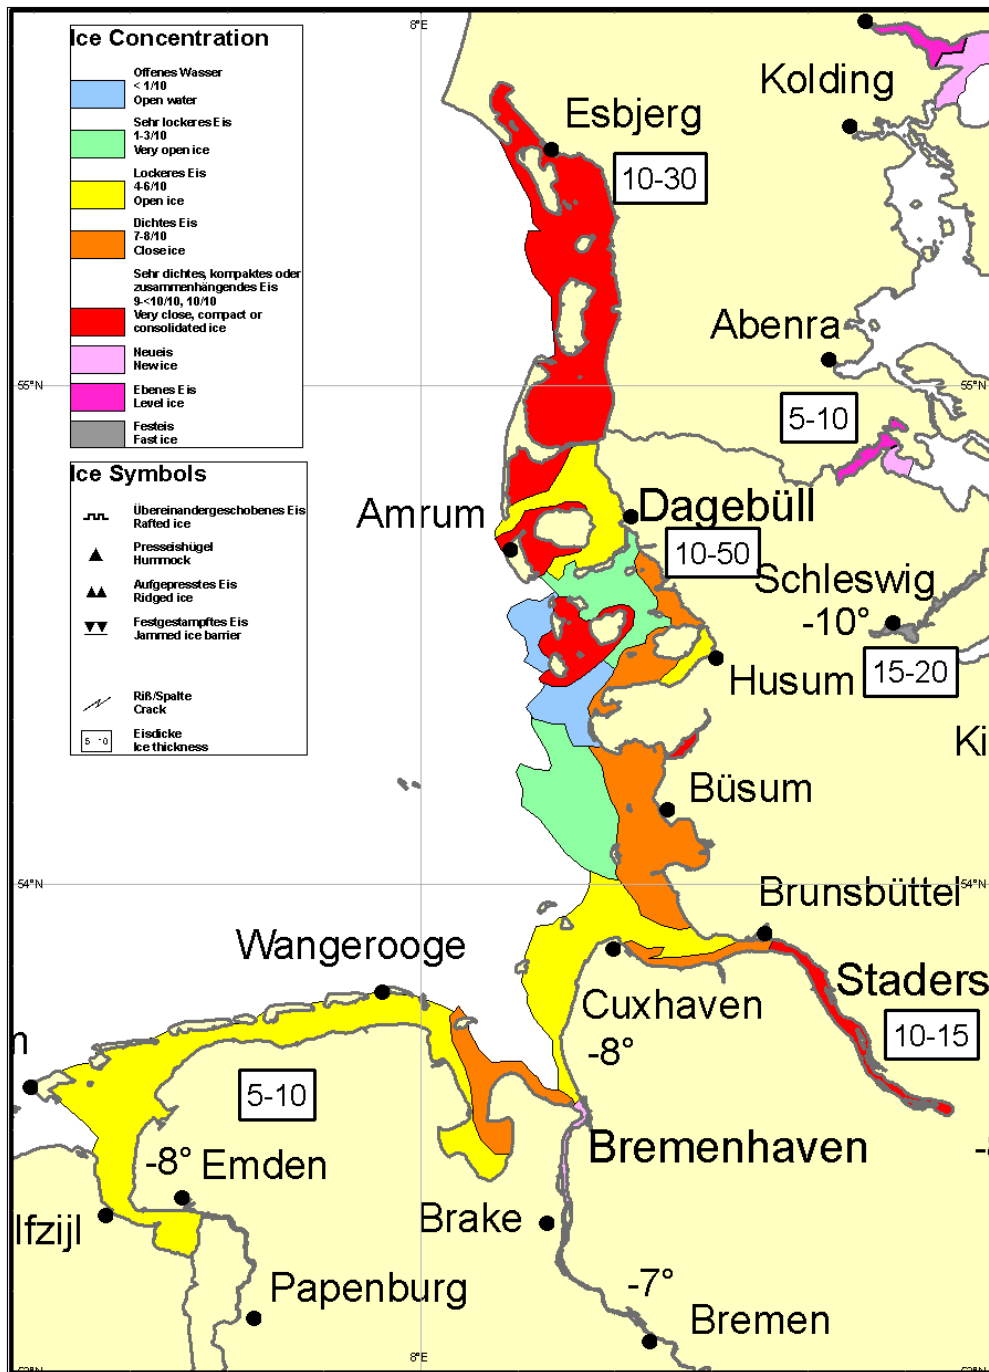 8°E
Ice Concentration
Offenes Wasser
< 1/10
Open water
Sehr lockeres Eis
1-3/10
Very open ice
Lockeres Eis
4-6/10
Open ice
Dichtes Eis
7-8/10
Close ice
Sehr dichtes, kompaktes oder
zusammenhängendes Eis
9-<10/10, 10/10
Very close, compact or
consolidated ice
Neueis
New ice
Ebenes Eis
Level ice
Festeis
Fast ice
Ice Symbols
Übereinandergeschobenes Eis
Rafted ice
Presseishügel
Hummock
Aufgepresstes Eis
Ridged ice
Festgestampftes Eis
Jammed ice barrier
Riß/Spalte
Crack
5-10
Eisdicke
Ice thickness
Kolding
Esbjerg
10-30
Abenra
55°N
55°N
5-10
Amrum
Dagebüll
10-50
Schleswig
-10°
Husum
15-20
Ki
Büsum
54°N
54°N
Brunsbüttel
Wangerooge
Cuxhaven
Staders
-8°
10-15
5-10
Bremenhaven
-8°
Emden
Brake
lfzijl
-7°
Papenburg
Bremen
8°E